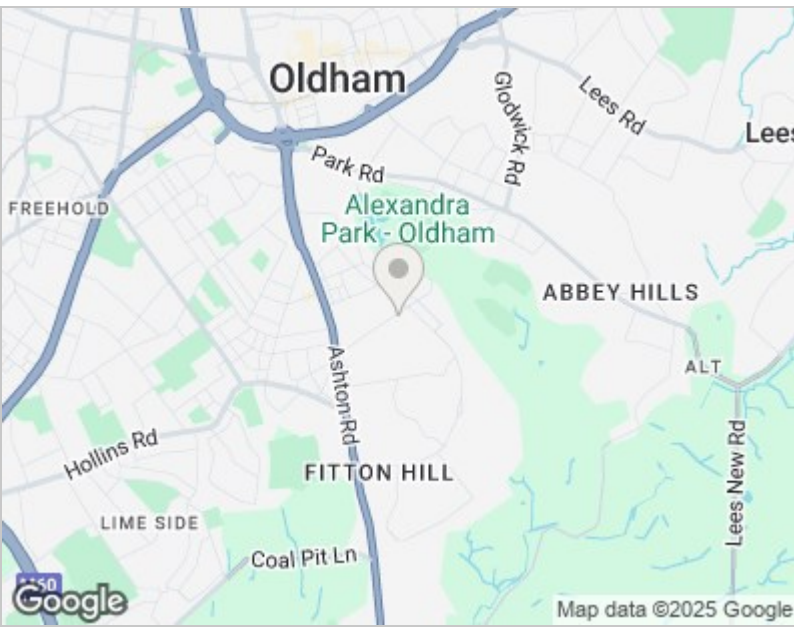 Oldham
Glodwick Rd
Lees Rd
Lees
Park Rd
FREEHOLD
Alexandra
Park - Oldham
ABBEY HILLS
ALT
Ashton Rd
Hollins Rd
FITTON HILL
Lees New Rd
LIME SIDE
Coal Pit Ln
M60
Google
Map data ©2025 Google